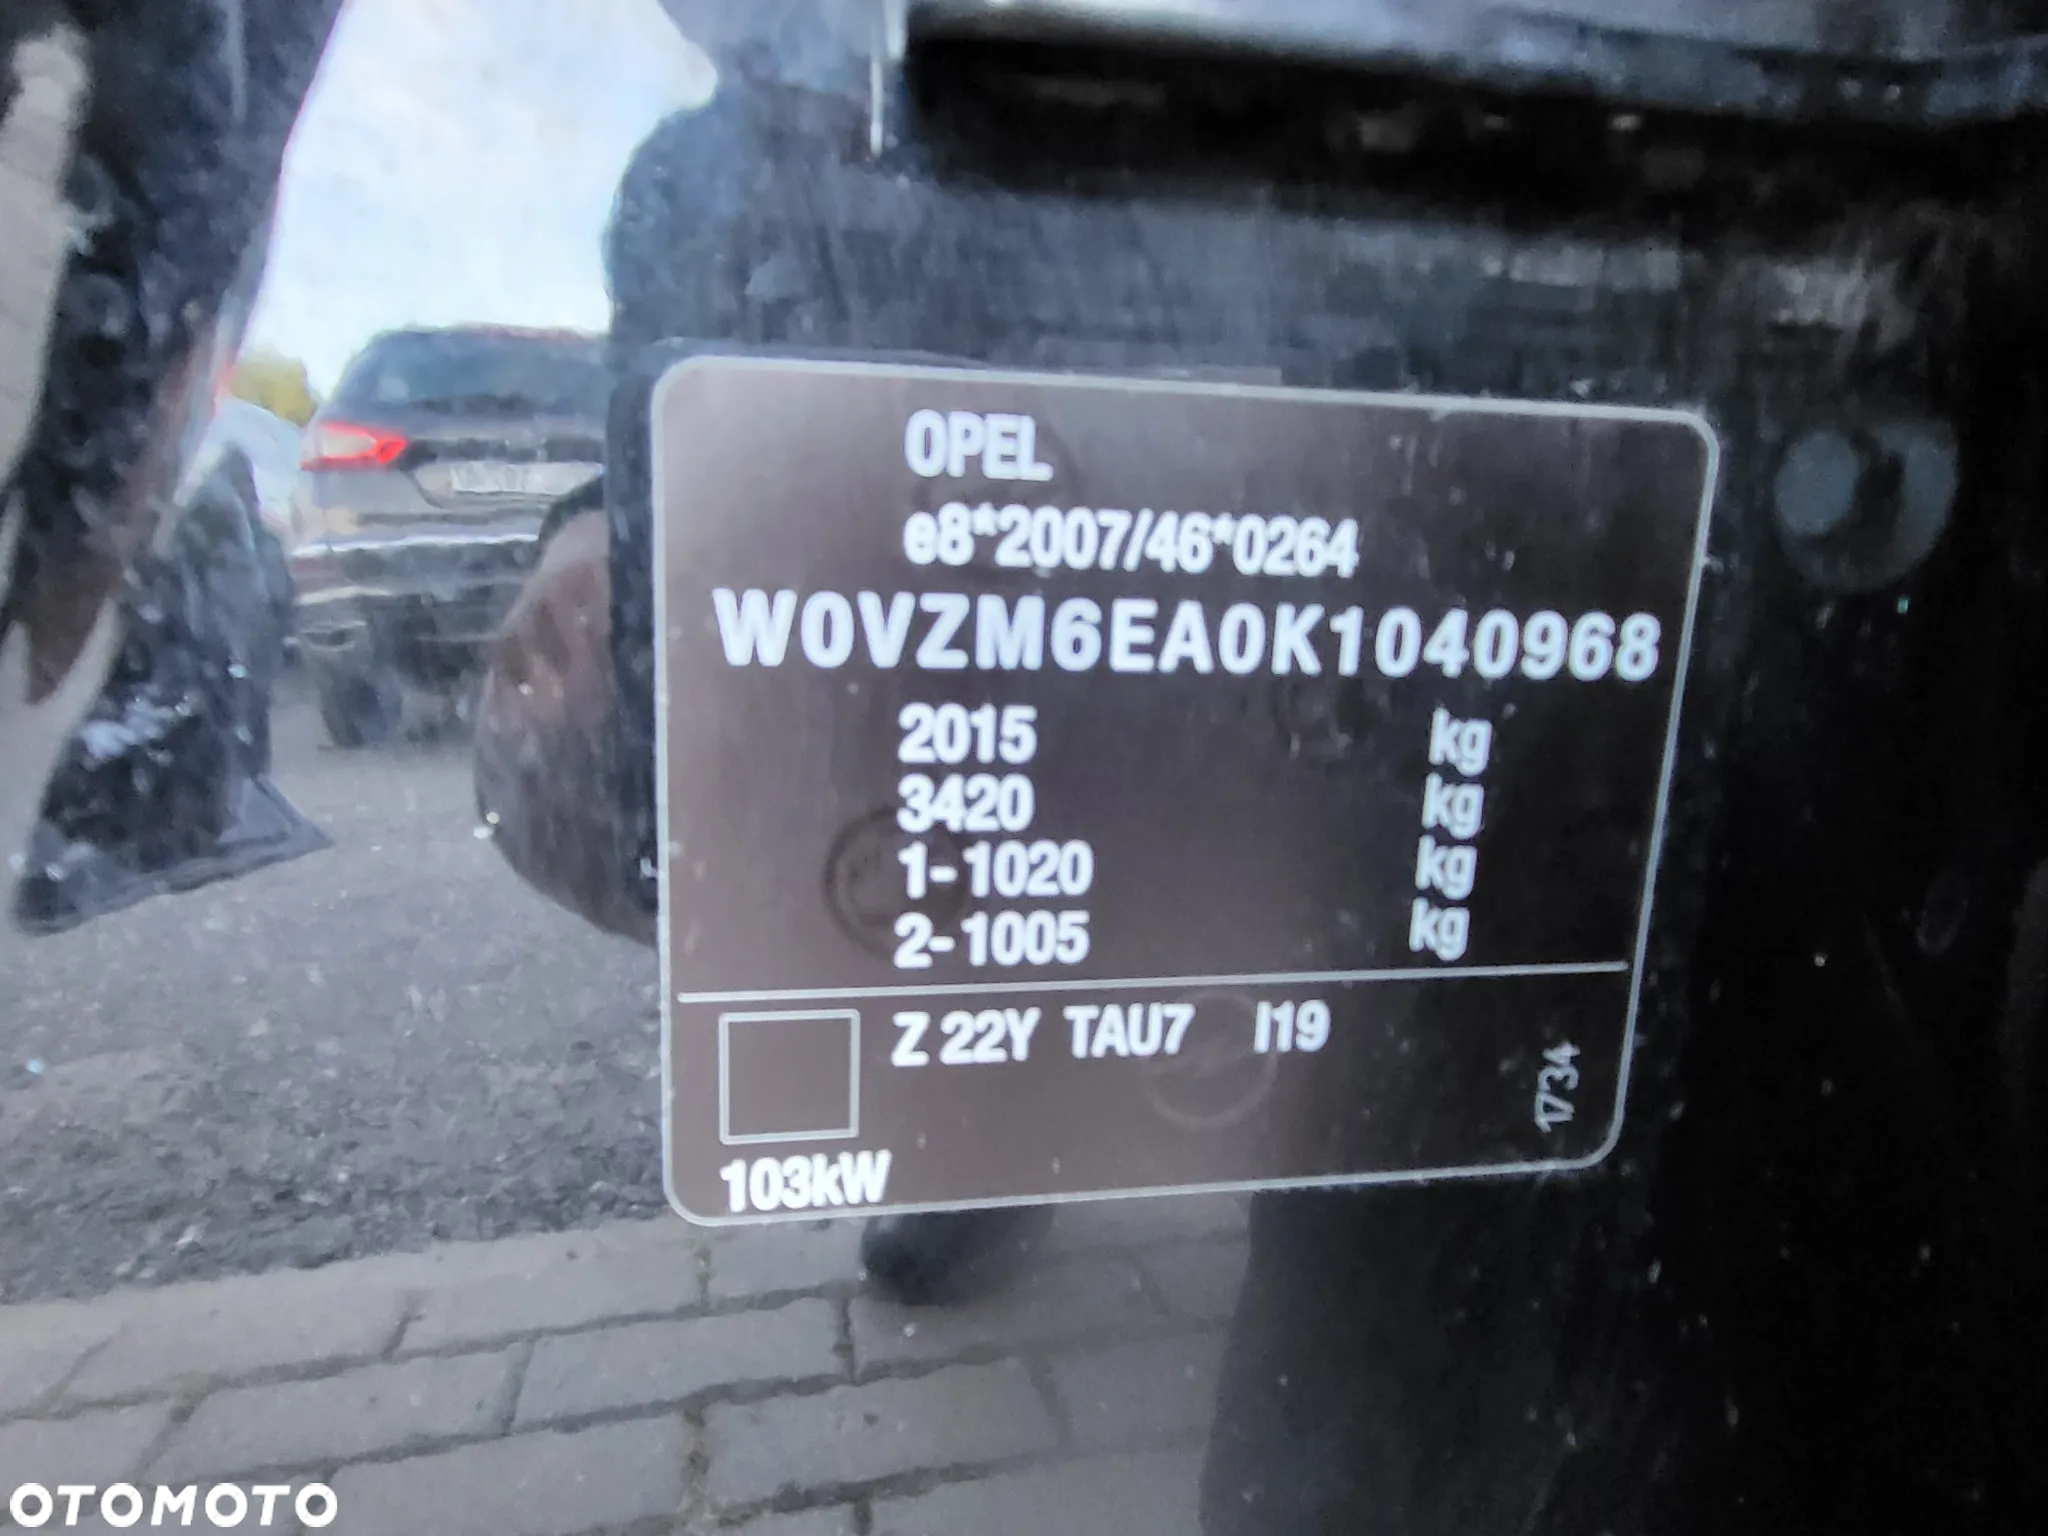 OPEL
e8*2007/46*0264
W0VZM6EA0K1040968
2015 kg
3420 kg
1-1020 kg
2-1005 kg
Z 22Y TAU7 I19
1734
103kW
OTOMOTO